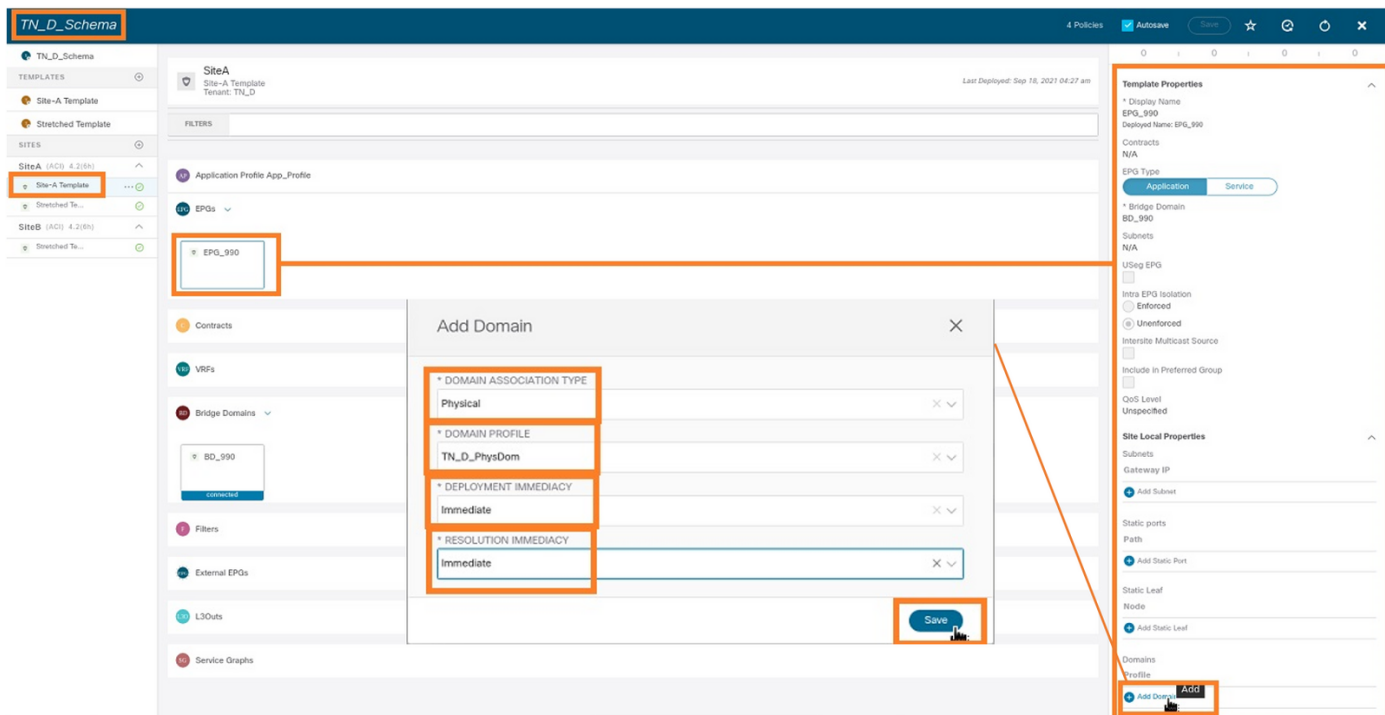 TN_D_Schema
4 Policies
Autosave
Save
TN_D_Schema
TEMPLATES
Site-A Template
Stretched Template
SITES
SiteA (ACI) 4.2(6h)
Site-A Template
Stretched Te...
SiteB (ACI) 4.2(6h)
Stretched Te...
SiteA
Site-A Template
Tenant: TN_D
Last Deployed: Sep 18, 2021 04:27 am
FILTERS
AP Application Profile App_Profile
EPG EPGs
EPG_990
C Contracts
VRF VRFs
BD Bridge Domains
BD_990
connected
F Filters
External EPGs
L3Outs
SG Service Graphs
Add Domain
* DOMAIN ASSOCIATION TYPE
Physical
* DOMAIN PROFILE
TN_D_PhysDom
* DEPLOYMENT IMMEDIACY
Immediate
* RESOLUTION IMMEDIACY
Immediate
Save
0 0 0
Template Properties
* Display Name
EPG_990
Deployed Name: EPG_990
Contracts
N/A
EPG Type
Application Service
* Bridge Domain
BD_990
Subnets
N/A
USeg EPG
Intra EPG Isolation
Enforced
Unenforced
Intersite Multicast Source
Include in Preferred Group
QoS Level
Unspecified
Site Local Properties
Subnets
Gateway IP
Add Subnet
Static ports
Path
Add Static Port
Static Leaf
Node
Add Static Leaf
Domains
Profile
Add
Add Domain